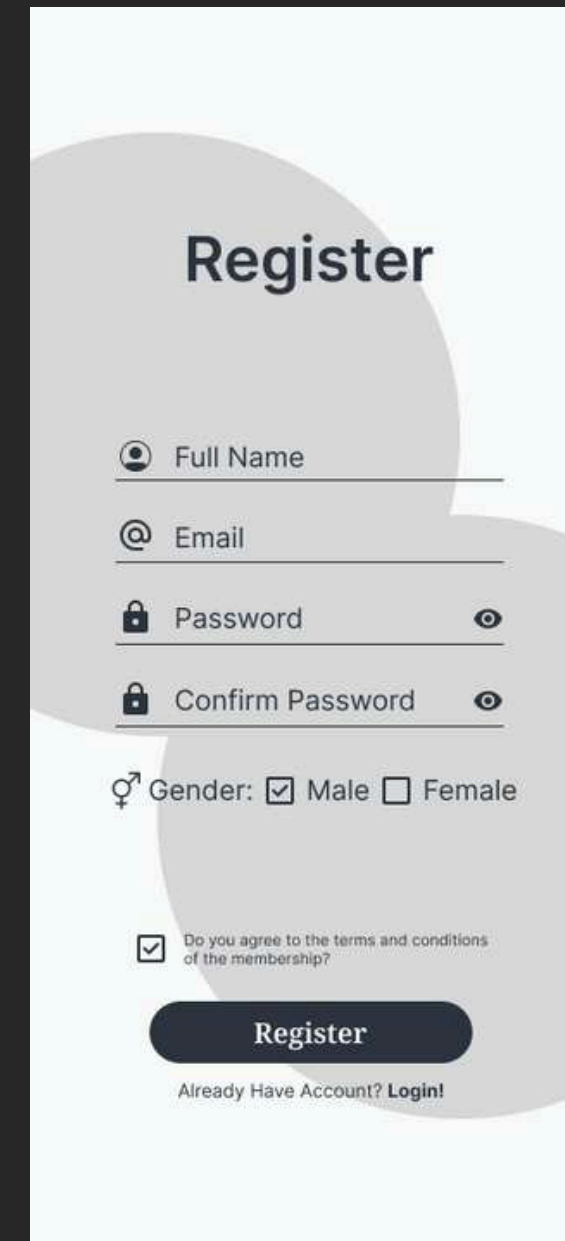 Register
Full Name
Email
Password
Confirm Password
Gender: Male Female
Do you agree to the terms and conditions
of the membership?
Register
Already Have Account? Login!